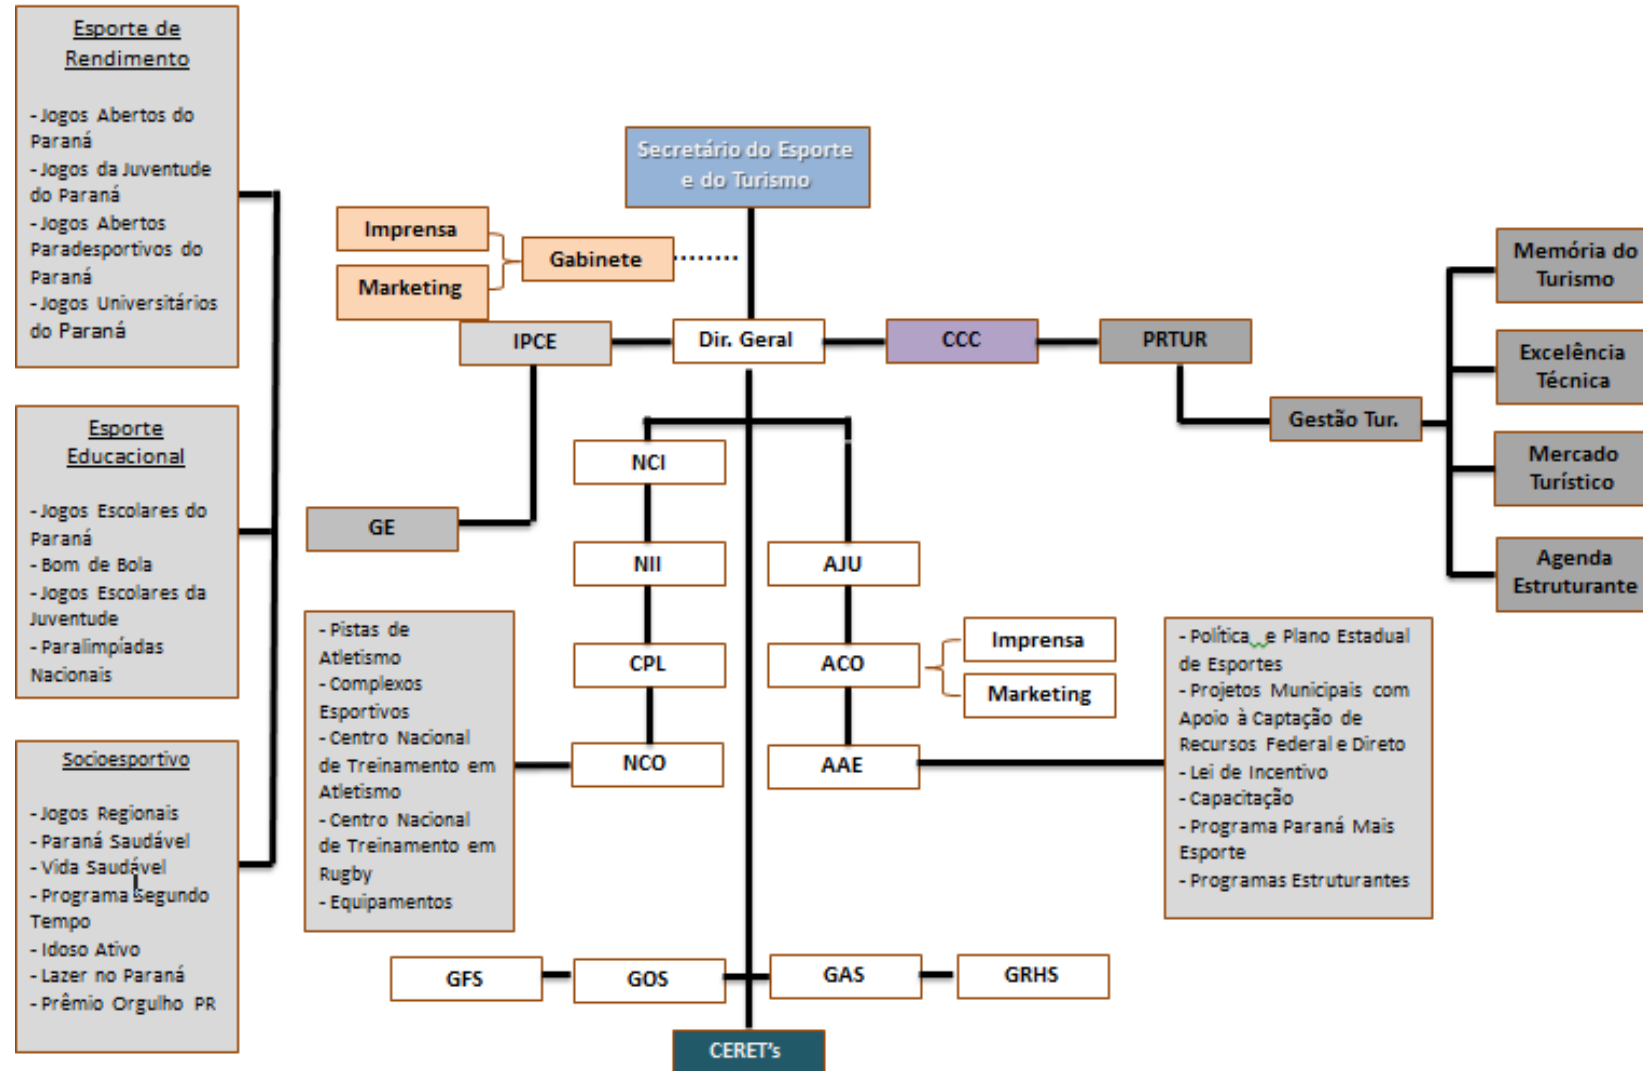 Esporte de
Rendimento
- Jogos Abertos do
Paraná
- Jogos da Juventude
do Paraná
- Jogos Abertos
Paradesportivos do
Paraná
- Jogos Universitários
do Paraná
Esporte
Educacional
- Jogos Escolares do
Paraná
- Bom de Bola
- Jogos Escolares da
Juventude
- Paralimpíadas
Nacionais
Socioesportivo
- Jogos Regionais
- Paraná Saudável
- Vida Saudável
- Programa Segundo
Tempo
- Idoso Ativo
- Lazer no Paraná
- Prêmio Orgulho PR
Secretário do Esporte
e do Turismo
Imprensa
Marketing
Gabinete
IPCE
Dir. Geral
CCC
PRTUR
Gestão Tur.
Memória do
Turismo
Excelência
Técnica
Mercado
Turístico
Agenda
Estruturante
GE
NCI
NII
CPL
NCO
AJU
ACO
AAE
Imprensa
Marketing
- Pistas de
Atletismo
- Complexos
Esportivos
- Centro Nacional
de Treinamento em
Atletismo
- Centro Nacional
de Treinamento em
Rugby
- Equipamentos
- Política e Plano Estadual
de Esportes
- Projetos Municipais com
Apoio à Captação de
Recursos Federal e Direto
- Lei de Incentivo
- Capacitação
- Programa Paraná Mais
Esporte
- Programas Estruturantes
GFS
GOS
GAS
GRHS
CERET's